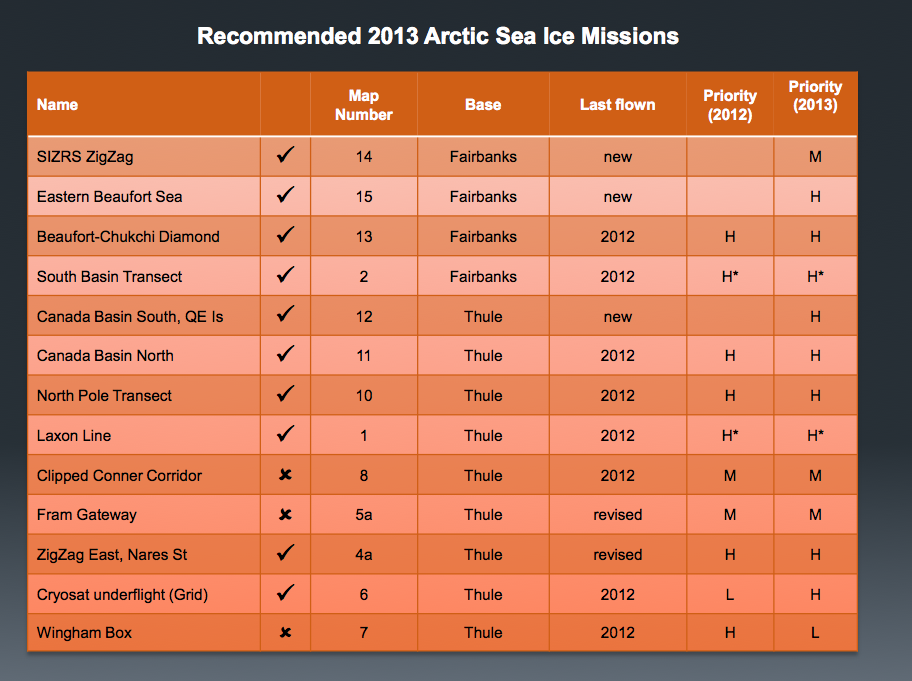 Recommended 2013 Arctic Sea Ice Missions
Name Map Number Base Last flown Priority (2012) Priority (2013)
SIZRS ZigZag ✔ 14 Fairbanks new M
Eastern Beaufort Sea ✔ 15 Fairbanks new H
Beaufort-Chukchi Diamond ✔ 13 Fairbanks 2012 H H
South Basin Transect ✔ 2 Fairbanks 2012 H* H*
Canada Basin South, QE Is ✔ 12 Thule new H
Canada Basin North ✔ 11 Thule 2012 H H
North Pole Transect ✔ 10 Thule 2012 H H
Laxon Line ✔ 1 Thule 2012 H* H*
Clipped Conner Corridor ✘ 8 Thule 2012 M M
Fram Gateway ✘ 5a Thule revised M M
ZigZag East, Nares St ✔ 4a Thule revised H H
Cryosat underflight (Grid) ✔ 6 Thule 2012 L H
Wingham Box ✘ 7 Thule 2012 H L